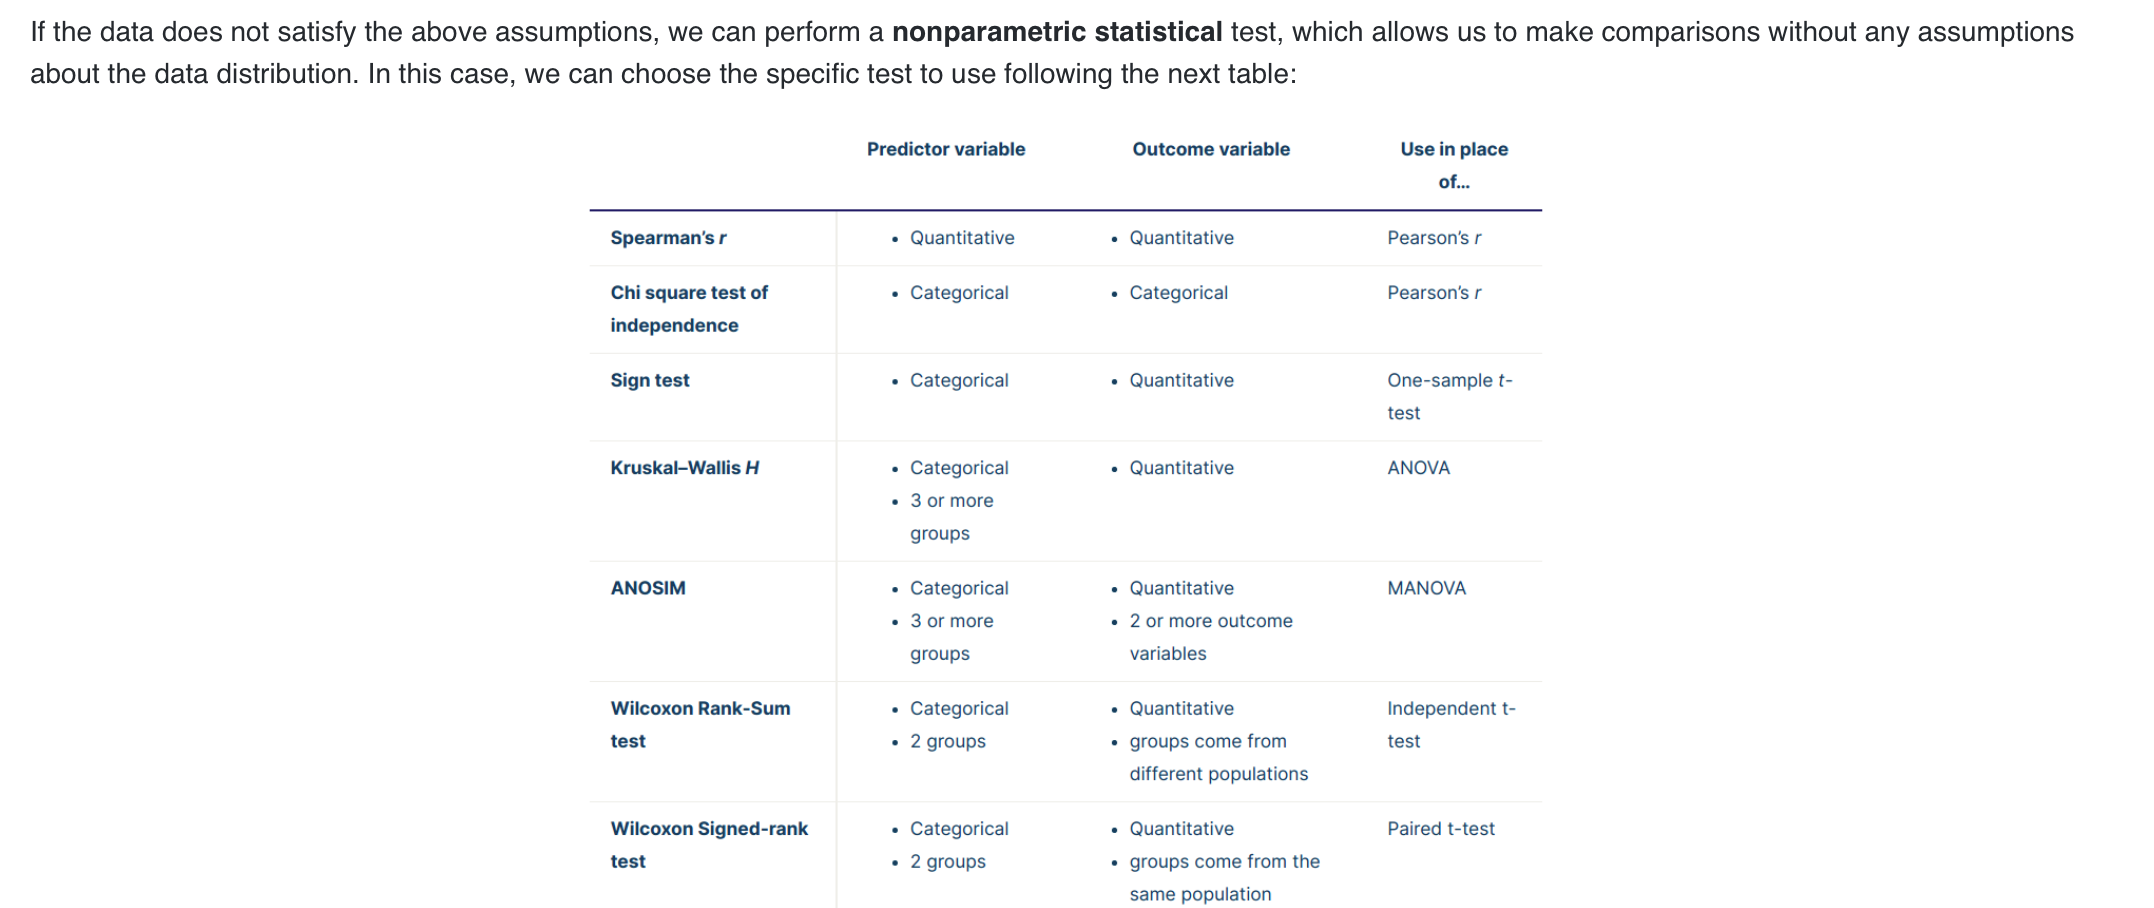 If the data does not satisfy the above assumptions, we can perform a nonparametric statistical test, which allows us to make comparisons without any assumptions
about the data distribution. In this case, we can choose the specific test to use following the next table:
Predictor variable Outcome variable Use in place
of...
Spearman's r • Quantitative • Quantitative Pearson's r
Chi square test of • Categorical • Categorical Pearson's r
independence
Sign test • Categorical • Quantitative One-sample t-
test
Kruskal–Wallis H • Categorical • Quantitative ANOVA
• 3 or more
groups
ANOSIM • Categorical • Quantitative MANOVA
• 3 or more • 2 or more outcome
groups variables
Wilcoxon Rank-Sum • Categorical • Quantitative Independent t-
test • 2 groups • groups come from test
different populations
Wilcoxon Signed-rank • Categorical • Quantitative Paired t-test
test • 2 groups • groups come from the
same population